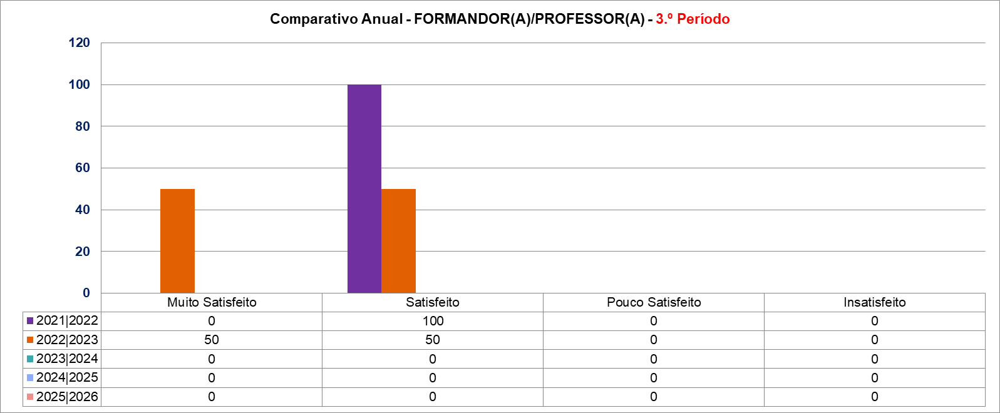 Comparativo Anual - FORMANDOR(A)/PROFESSOR(A) - 3.º Período
120
100
80
60
40
20
0
Muito Satisfeito Satisfeito Pouco Satisfeito Insatisfeito
2021|2022 0 100 0 0
2022|2023 50 50 0 0
2023|2024 0 0 0 0
2024|2025 0 0 0 0
2025|2026 0 0 0 0